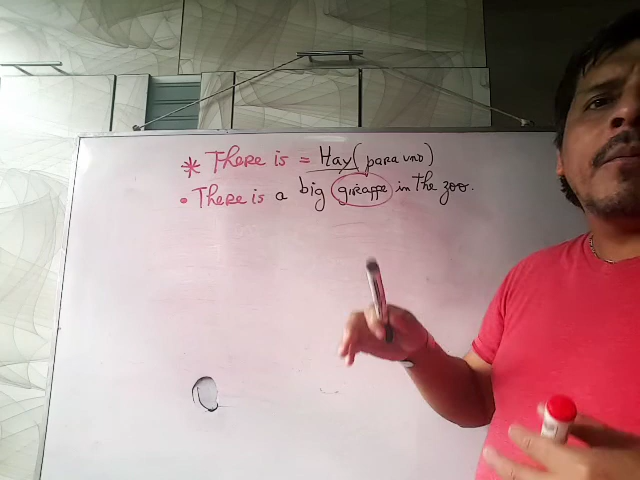 * There is = Hay (para uno)
• There is a big giraffe in the zoo.